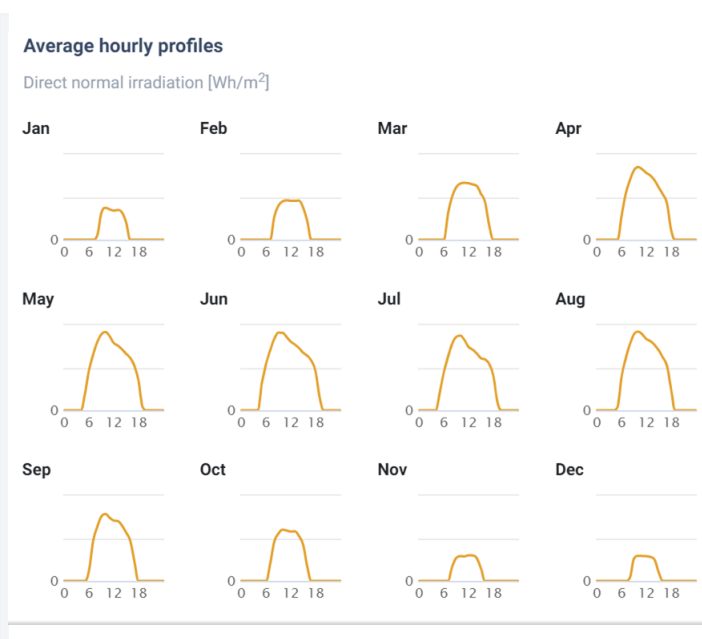 Average hourly profiles
Direct normal irradiation [Wh/m²]
Jan Feb Mar Apr
0 0 0 0
0 6 12 18 0 6 12 18 0 6 12 18 0 6 12 18
May Jun Jul Aug
0 0 0 0
0 6 12 18 0 6 12 18 0 6 12 18 0 6 12 18
Sep Oct Nov Dec
0 0 0 0
0 6 12 18 0 6 12 18 0 6 12 18 0 6 12 18